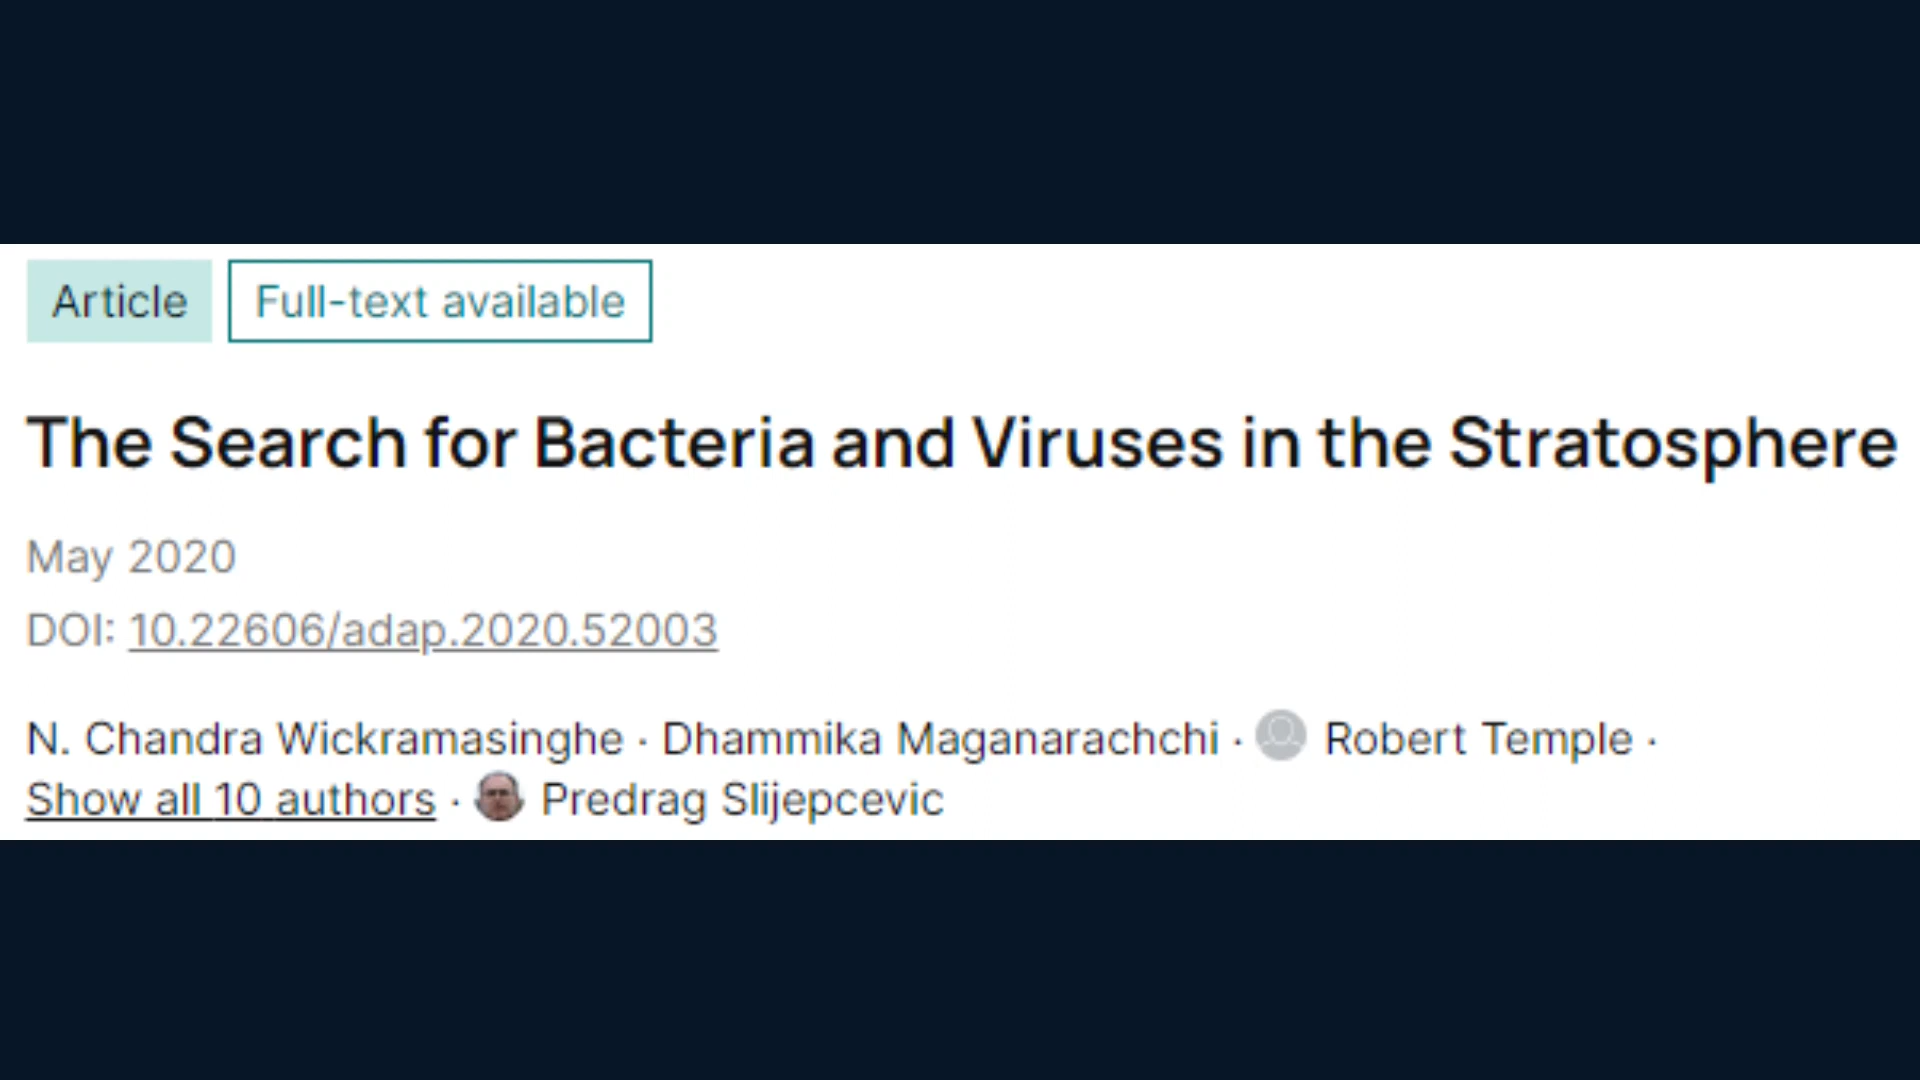 Article Full-text available
The Search for Bacteria and Viruses in the Stratosphere
May 2020
DOI: 10.22606/adap.2020.52003
N. Chandra Wickramasinghe · Dhammika Maganarachchi · Robert Temple ·
Show all 10 authors · Predrag Slijepcevic